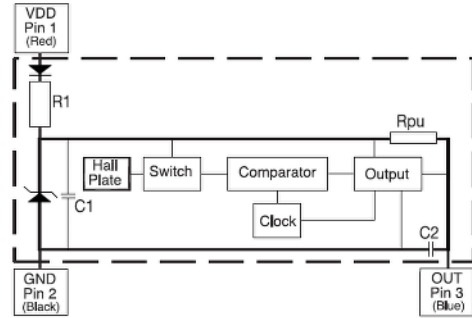 VDD
Pin 1
(Red)
R1
Rpu
Hall
Plate
Switch
Comparator
Output
C1
Clock
C2
GND
Pin 2
(Black)
OUT
Pin 3
(Blue)